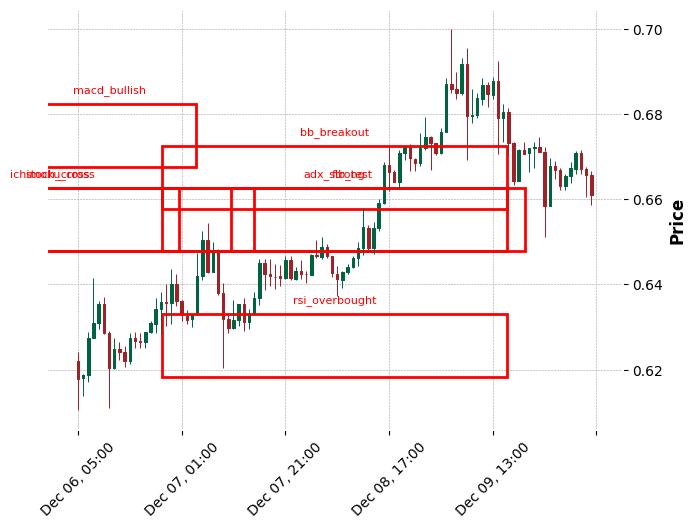 0.70
macd_bullish
0.68
bb_breakout
adx_strong
0.66
Price
0.64
rsi_overbought
0.62
Dec 06, 05:00
Dec 07, 01:00
Dec 07, 21:00
Dec 08, 17:00
Dec 09, 13:00